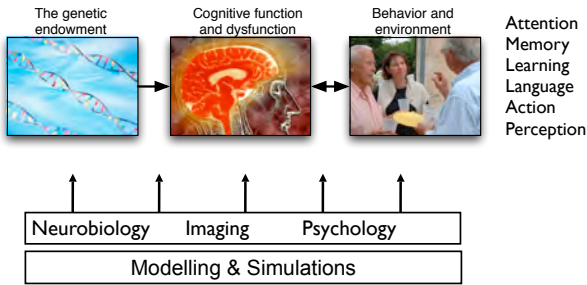 The genetic
endowment
Cognitive function
and dysfunction
Behavior and
environment
Attention
Memory
Learning
Language
Action
Perception
Neurobiology Imaging Psychology
Modelling & Simulations